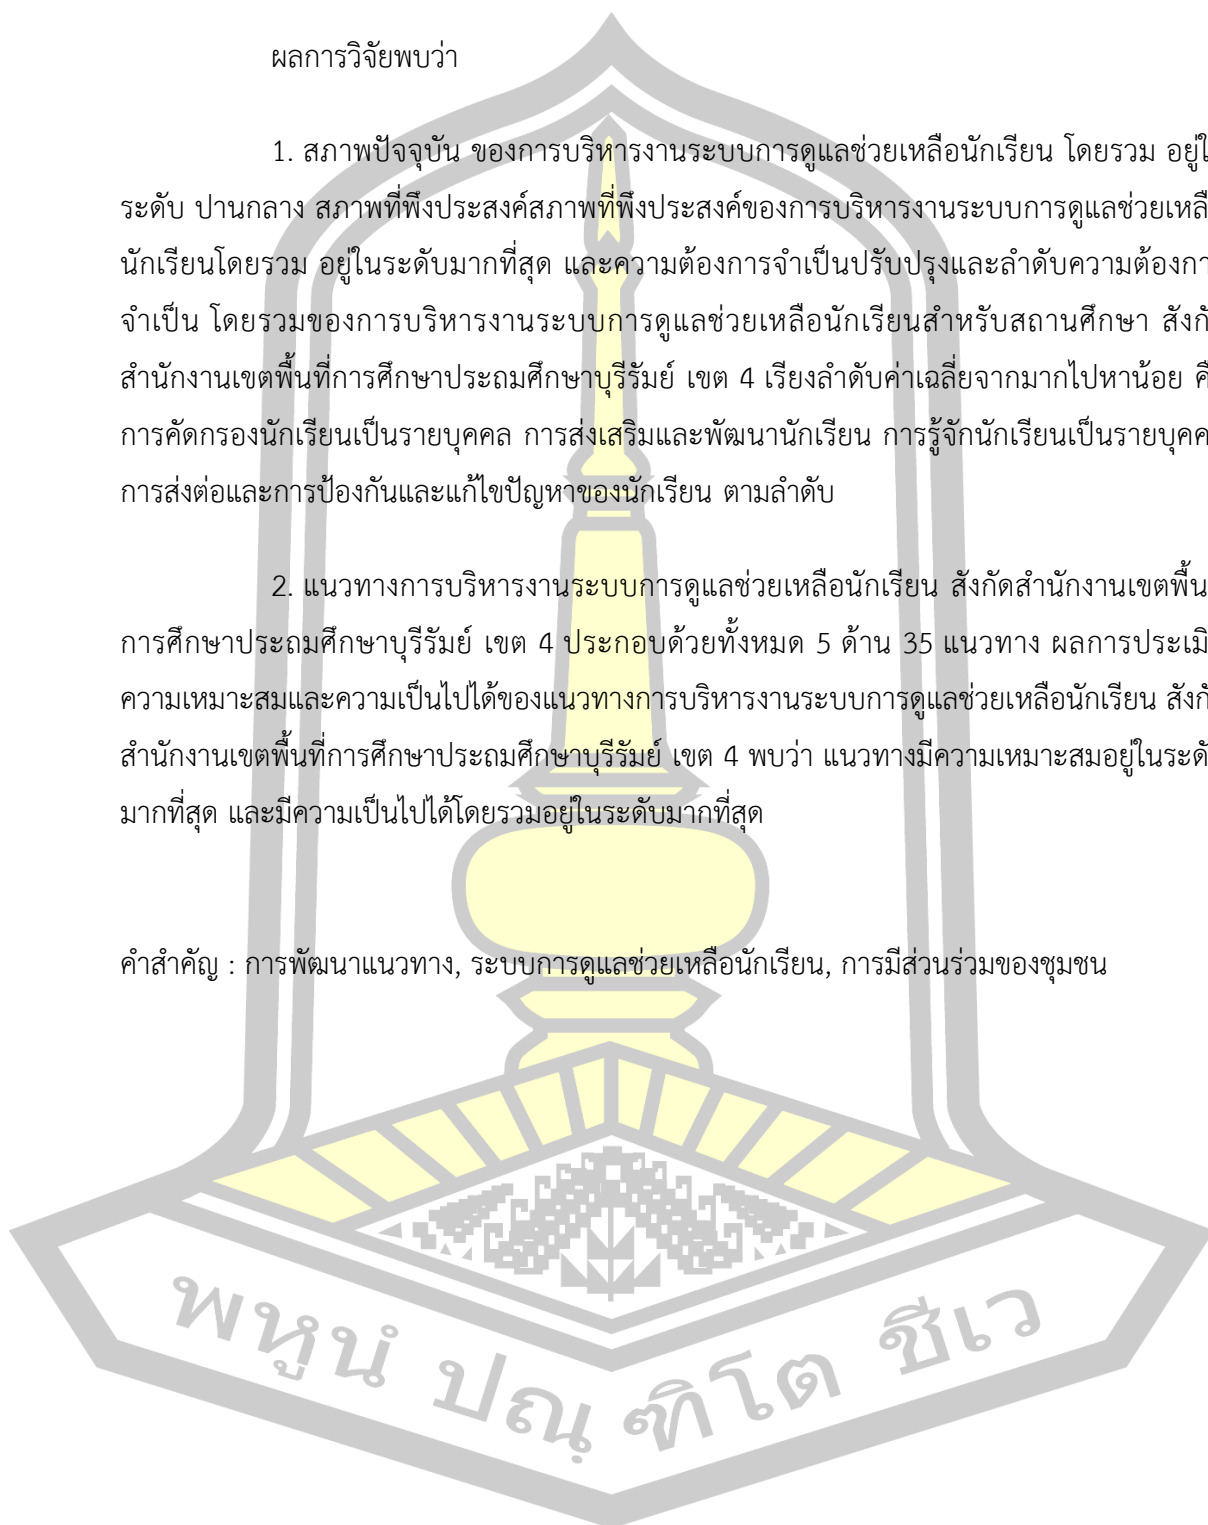 ผลการวิจัยพบว่า
1. สภาพปัจจุบัน ของการบริหารงานระบบการดูแลช่วยเหลือนักเรียน โดยรวม อยู่ใ
ระดับ ปานกลาง สภาพที่พึงประสงค์สภาพที่พึงประสงค์ของการบริหารงานระบบการดูแลช่วยเหลื
นักเรียนโดยรวม อยู่ในระดับมากที่สุด และความต้องการจำเป็นปรับปรุงและลำดับความต้องกา
จำเป็น โดยรวมของการบริหารงานระบบการดูแลช่วยเหลือนักเรียนสำหรับสถานศึกษา สังกั
สำนักงานเขตพื้นที่การศึกษาประถมศึกษาบุรีรัมย์ เขต 4 เรียงลำดับค่าเฉลี่ยจากมากไปหาน้อย คื
การคัดกรองนักเรียนเป็นรายบุคคล การส่งเสริมและพัฒนานักเรียน การรู้จักนักเรียนเป็นรายบุคค
การส่งต่อและการป้องกันและแก้ไขปัญหาของนักเรียน ตามลำดับ
2. แนวทางการบริหารงานระบบการดูแลช่วยเหลือนักเรียน สังกัดสำนักงานเขตพื้น
การศึกษาประถมศึกษาบุรีรัมย์ เขต 4 ประกอบด้วยทั้งหมด 5 ด้าน 35 แนวทาง ผลการประเมิ
ความเหมาะสมและความเป็นไปได้ของแนวทางการบริหารงานระบบการดูแลช่วยเหลือนักเรียน สังกั
สำนักงานเขตพื้นที่การศึกษาประถมศึกษาบุรีรัมย์ เขต 4 พบว่า แนวทางมีความเหมาะสมอยู่ในระดั
มากที่สุด และมีความเป็นไปได้โดยรวมอยู่ในระดับมากที่สุด
คำสำคัญ : การพัฒนาแนวทาง, ระบบการดูแลช่วยเหลือนักเรียน, การมีส่วนร่วมของชุมชน
พหูนํ ปณฺ ฑิโต ชีเว